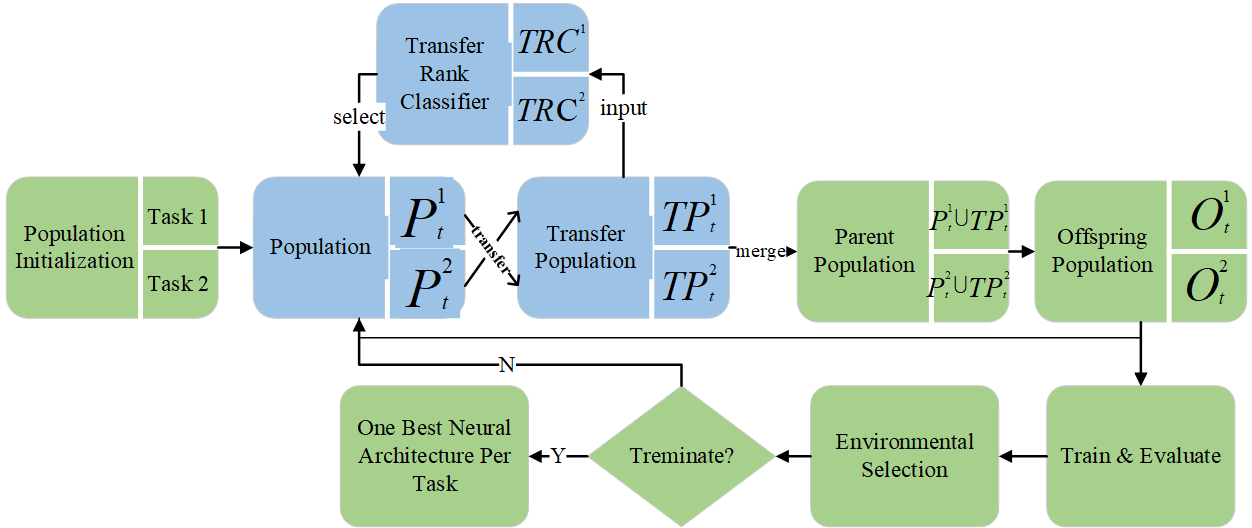 Transfer
Rank
Classifier
TRC^1
TRC^2
select
input
Population
Initialization
Task 1
Task 2
Population
P_t^1
P_t^2
transfer
Transfer
Population
TP_t^1
TP_t^2
merge
Parent
Population
P_t^1∪TP_t^1
P_t^2∪TP_t^2
Offspring
Population
O_t^1
O_t^2
N
One Best Neural
Architecture Per
Task
Y
Treminate?
Environmental
Selection
Train & Evaluate